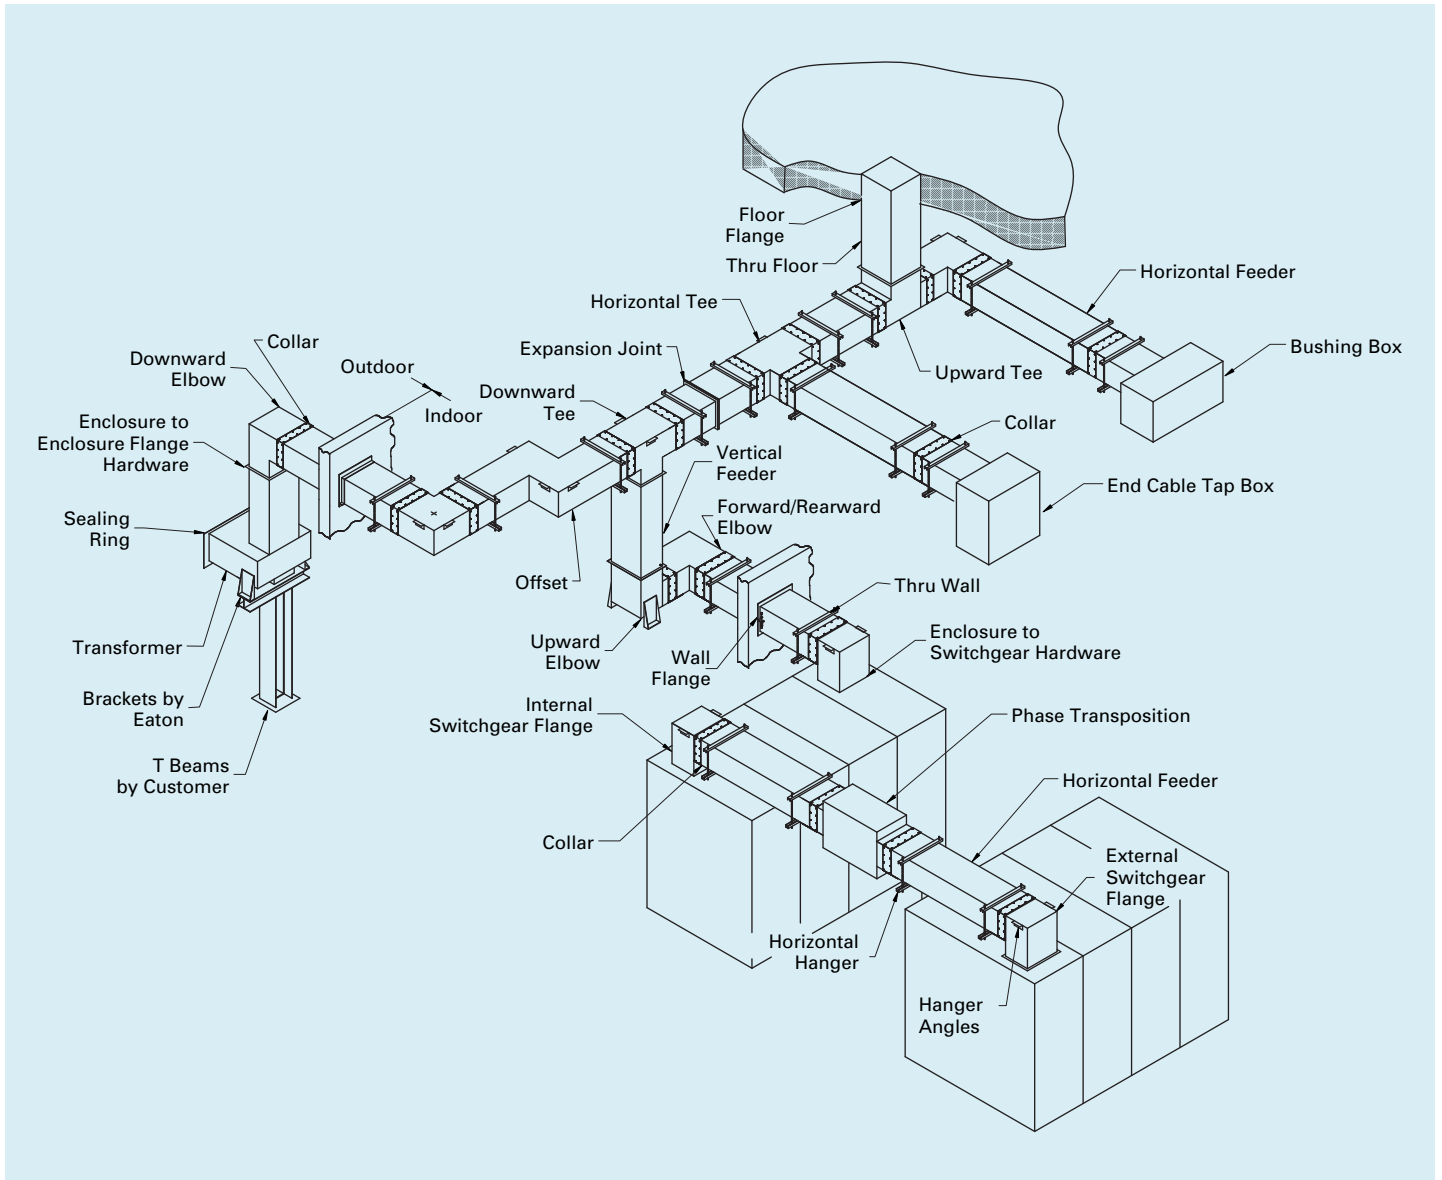 Floor
Flange
Thru Floor
Horizontal Feeder
Horizontal Tee
Collar
Expansion Joint
Downward
Elbow
Outdoor
Indoor
Bushing Box
Upward Tee
Downward
Tee
Enclosure to
Enclosure Flange
Hardware
Collar
Vertical
Feeder
End Cable Tap Box
Forward/Rearward
Elbow
Sealing
Ring
Offset
Thru Wall
Transformer
Upward
Elbow
Wall
Flange
Enclosure to
Switchgear Hardware
Brackets by
Eaton
Internal
Switchgear Flange
Phase Transposition
T Beams
by Customer
Horizontal Feeder
Collar
External
Switchgear
Flange
Horizontal
Hanger
Hanger
Angles